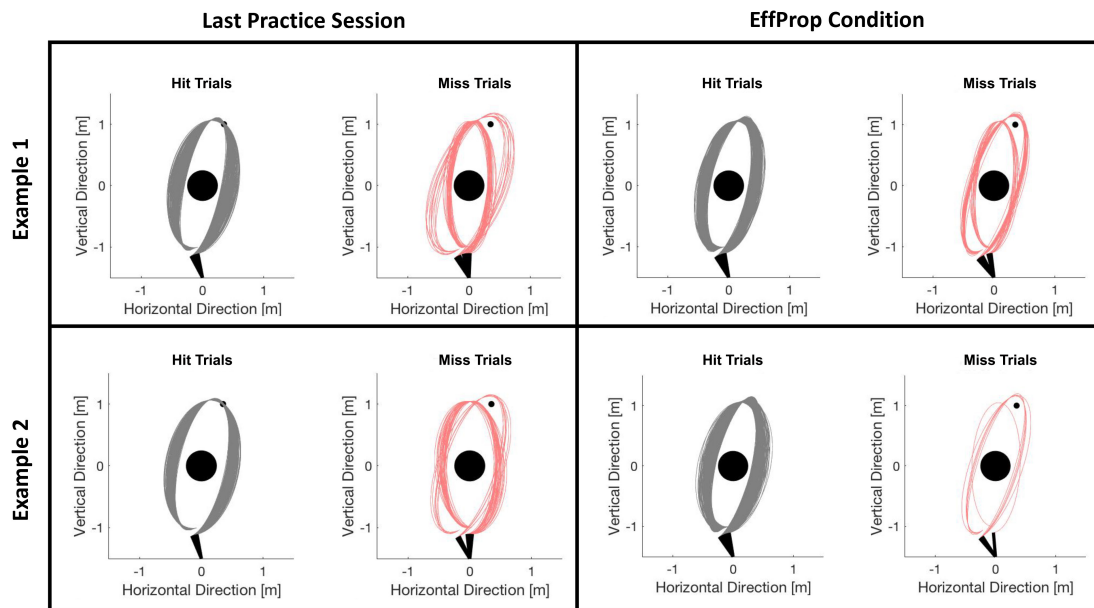 Last Practice Session
EffProp Condition
Example 1
Hit Trials
Vertical Direction [m]
1
0
-1
-1
0
1
Horizontal Direction [m]
Miss Trials
Vertical Direction [m]
1
0
-1
-1
0
1
Horizontal Direction [m]
Hit Trials
Vertical Direction [m]
1
0
-1
-1
0
1
Horizontal Direction [m]
Miss Trials
Vertical Direction [m]
1
0
-1
-1
0
1
Horizontal Direction [m]
Example 2
Hit Trials
Vertical Direction [m]
1
0
-1
-1
0
1
Horizontal Direction [m]
Miss Trials
Vertical Direction [m]
1
0
-1
-1
0
1
Horizontal Direction [m]
Hit Trials
Vertical Direction [m]
1
0
-1
-1
0
1
Horizontal Direction [m]
Miss Trials
Vertical Direction [m]
1
0
-1
-1
0
1
Horizontal Direction [m]